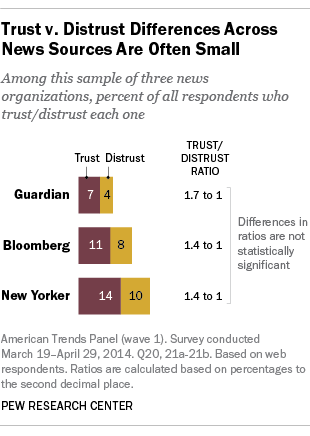 Trust v. Distrust Differences Across
News Sources Are Often Small
Among this sample of three news
organizations, percent of all respondents who
trust/distrust each one
TRUST/
DISTRUST
RATIO
Trust Distrust
Guardian 7 4 1.7 to 1
Bloomberg 11 8 1.4 to 1
New Yorker 14 10 1.4 to 1
Differences in
ratios are not
statistically
significant
American Trends Panel (wave 1). Survey conducted
March 19–April 29, 2014. Q20, 21a-21b. Based on web
respondents. Ratios are calculated based on percentages to
the second decimal place.
PEW RESEARCH CENTER